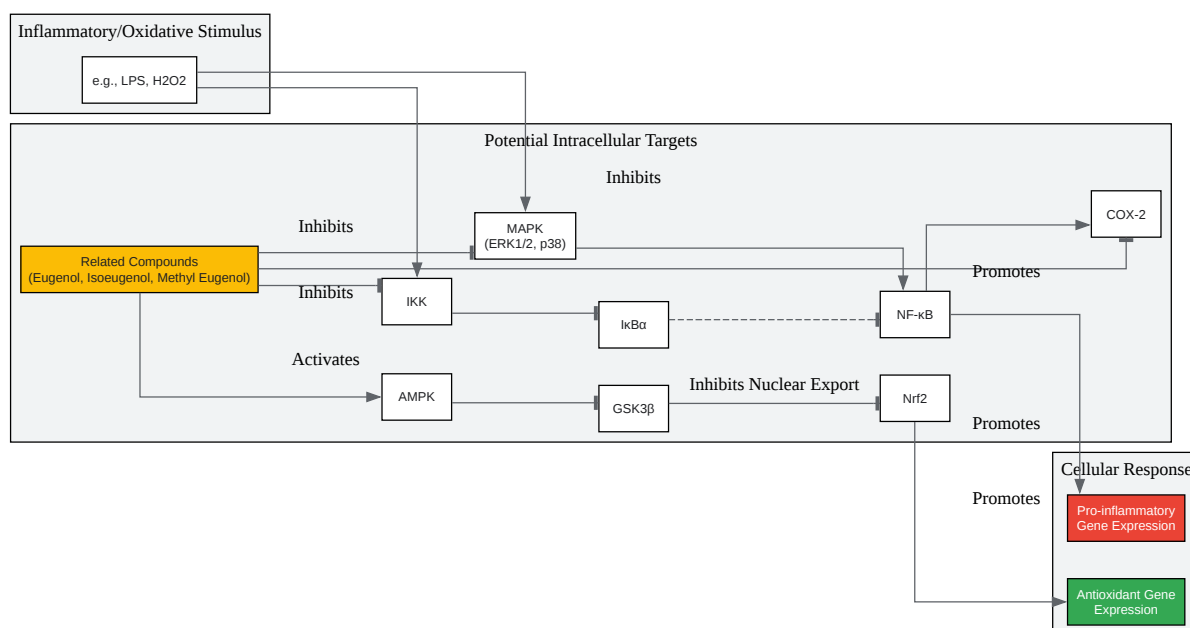 Inflammatory/Oxidative Stimulus
e.g., LPS, H2O2
Potential Intracellular Targets
Inhibits
COX-2
MAPK
(ERK1/2, p38)
Inhibits
Related Compounds
(Eugenol, Isoeugenol, Methyl Eugenol)
Promotes
Inhibits
IKK
IκBα
NF-κB
Activates
AMPK
GSK3β
Inhibits Nuclear Export
Nrf2
Promotes
Cellular Response
Promotes
Pro-inflammatory
Gene Expression
Antioxidant Gene
Expression